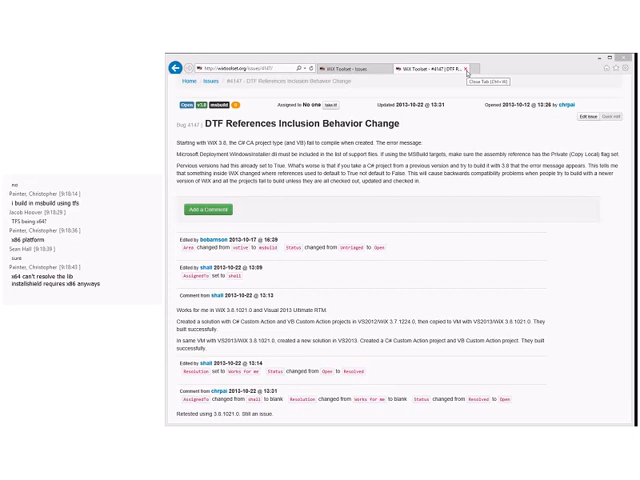 no
Painter, Christopher [9:18:14]
i build in msbuild using tfs
Jacob Hoover [9:18:29]
TFS being x64?
Painter, Christopher [9:18:36]
x86 platform
Sean Hall [9:18:39]
sure
Painter, Christopher [9:18:43]
x64 can't resolve the lib
installshield requires x86 anyways
http://wixtoolset.org/issues/4147/
WiX Toolset - Issues
WiX Toolset - #4147 | DTF R...
Close Tab (Ctrl+W)
Home Issues #4147 - DTF References Inclusion Behavior Change
Open v3.8 msbuild
Assigned to No one take it!
Updated 2013-10-22 @ 13:31
Opened 2013-10-12 @ 13:26 by chrpai
Edit issue
(bug #4147) DTF References Inclusion Behavior Change
Starting with WiX 3.8, the C# CA project type (and VB) fail to compile when created. The error message:
Microsoft.Deployment.WindowsInstaller.dll must be included in the list of support files. If using the MSBuild targets, make sure the assembly reference has the Private (Copy Local) flag set.
Previous versions had this already set to True. What's worse is that if you take a C# project from a previous version and try to build it with 3.8 that the error message appears. This tells me
that something inside WiX changed where references used to default to True not default to False. This will cause backwards compatibility problems when people try to build with a newer
version of WiX and all the projects fail to build unless they are all checked out, updated and checked in.
Add a Comment
Edited by bobarnson 2013-10-17 @ 16:39
Area changed from votive to msbuild Status changed from Untriaged to Open
Edited by shall 2013-10-22 @ 13:09
AssignedTo set to shall
Comment from shall 2013-10-22 @ 13:13
Works for me in WiX 3.8.1021.0 and Visual 2013 Ultimate RTM.
Created a solution with C# Custom Action and VB Custom Action projects in VS2012/WiX 3.7.1224.0, then copied to VM with VS2013/WiX 3.8.1021.0. They
built successfully.
In same VM with VS2013/WiX 3.8.1021.0, created a new solution in VS2013. Created a C# Custom Action project and VB Custom Action project. They built
successfully.
Edited by shall 2013-10-22 @ 13:14
Resolution set to Works for me Status changed from Open to Resolved
Comment from chrpai 2013-10-22 @ 13:31
AssignedTo changed from shall to blank Resolution changed from Works for me to blank Status changed from Resolved to Open
Retested using 3.8.1021.0. Still an issue.